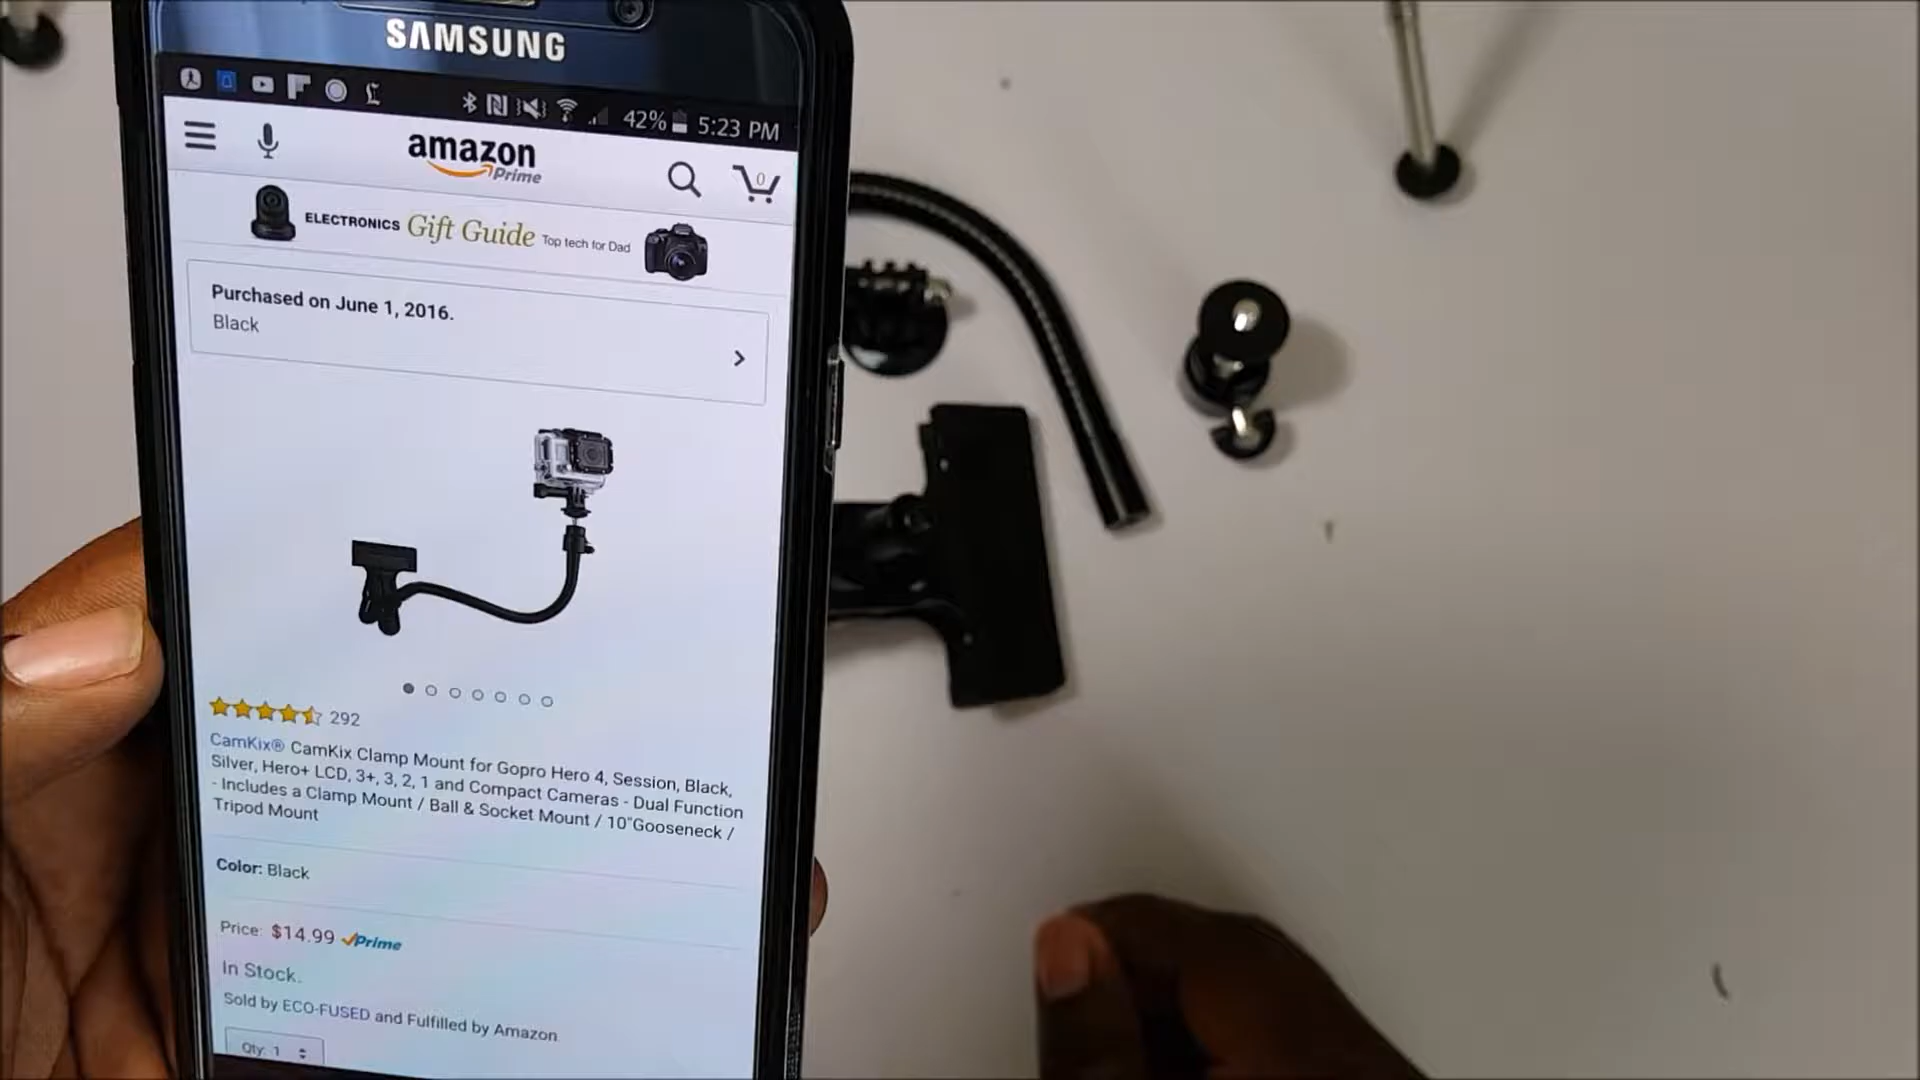 SAMSUNG
42% 5:23 PM
amazon
Prime
0
ELECTRONICS Gift Guide Top tech for Dad
Purchased on June 1, 2016.
Black
292
CamKix® CamKix Clamp Mount for Gopro Hero 4, Session, Black,
Silver, Hero+ LCD, 3+, 3, 2, 1 and Compact Cameras - Dual Function
- Includes a Clamp Mount / Ball & Socket Mount / 10"Gooseneck /
Tripod Mount
Color: Black
Price: $14.99 Prime
In Stock.
Sold by ECO-FUSED and Fulfilled by Amazon
Qty: 1